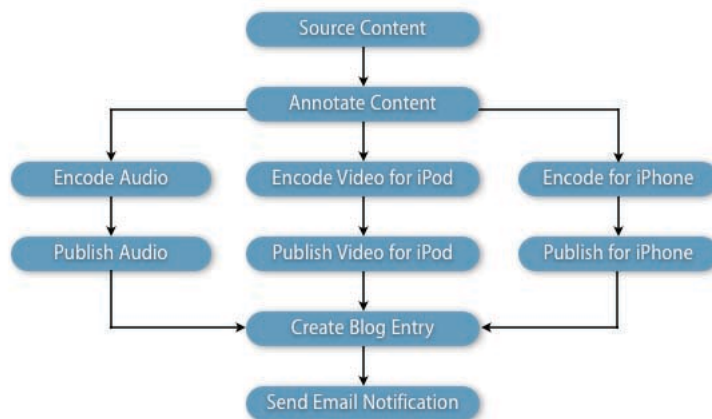 Source Content
Annotate Content
Encode Audio
Encode Video for iPod
Encode for iPhone
Publish Audio
Publish Video for iPod
Publish for iPhone
Create Blog Entry
Send Email Notification